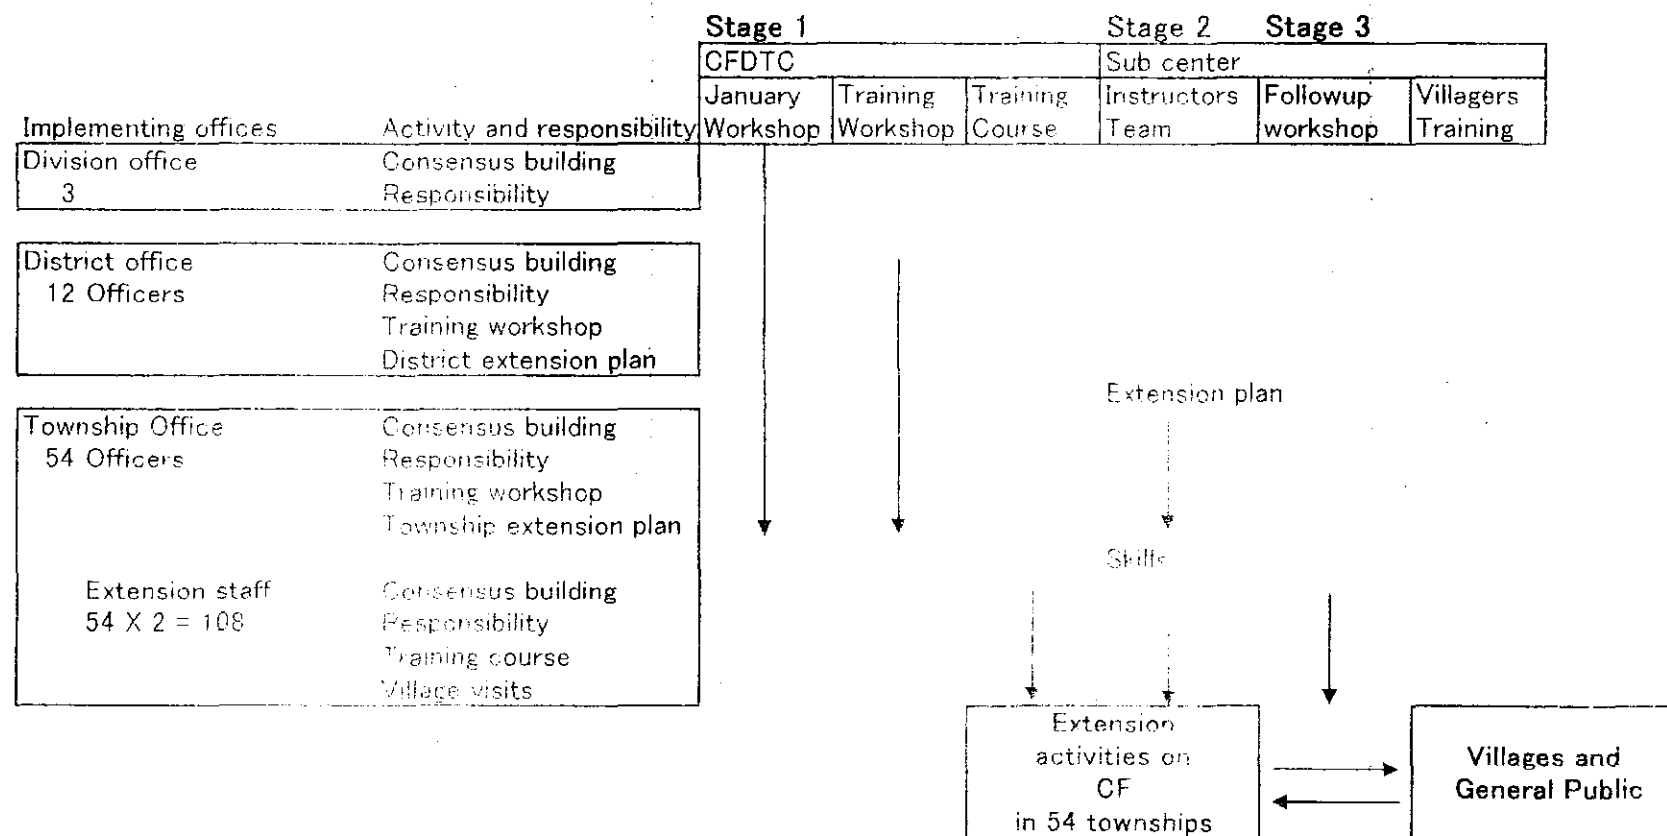 Stage 1 Stage 2 Stage 3
CFDTC Sub center
January Training Training Instructors Followup Villagers
Implementing offices Activity and responsibility Workshop Workshop Course Team workshop Training
Division office Consensus building
3 Responsibility
District office Consensus building
12 Officers Responsibility
Training workshop
District extension plan
Extension plan
Township Office Consensus building
54 Officers Responsibility
Training workshop
Township extension plan
Skills
Extension staff Consensus building
54 X 2 = 108 Responsibility
Training course
Village visits
Extension
activities on
CF
in 54 townships
Villages and
General Public